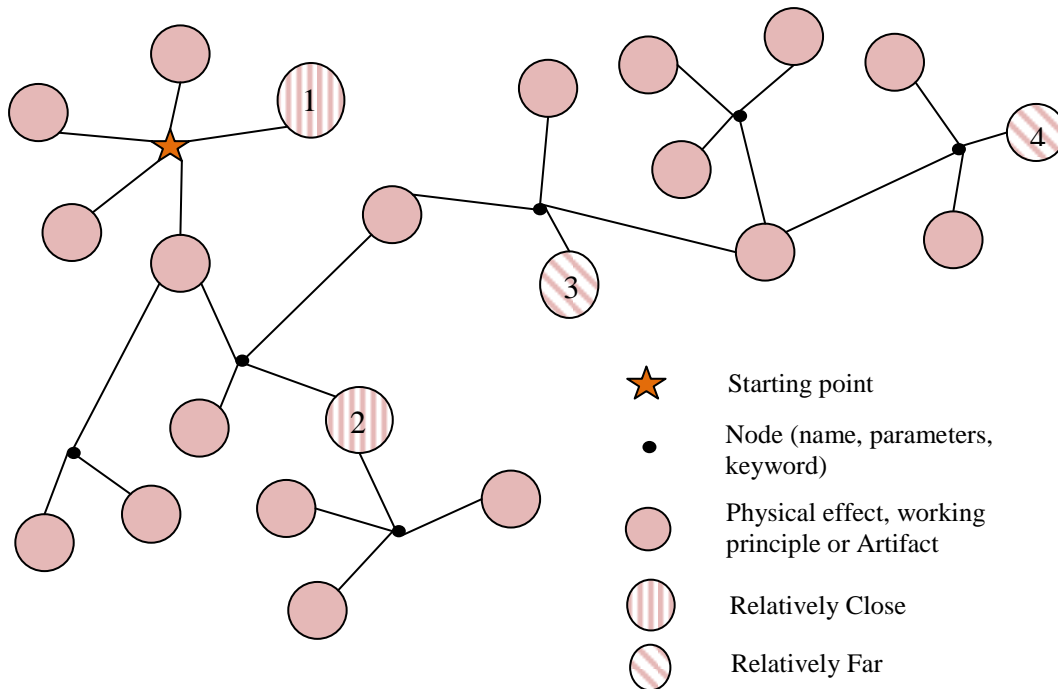 1
4
3
2
Starting point
Node (name, parameters,
keyword)
Physical effect, working
principle or Artifact
Relatively Close
Relatively Far